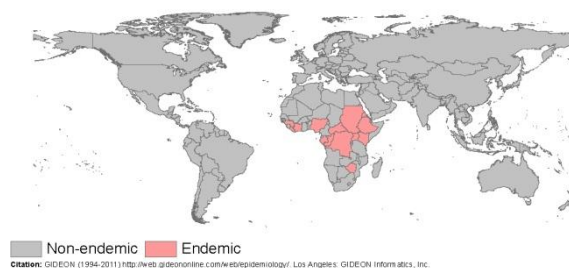 Non-endemic Endemic
Citation: GIDEON (1994-2011) http://web.gideononline.com/web/epidemiology/. Los Angeles: GIDEON Informatics, Inc.